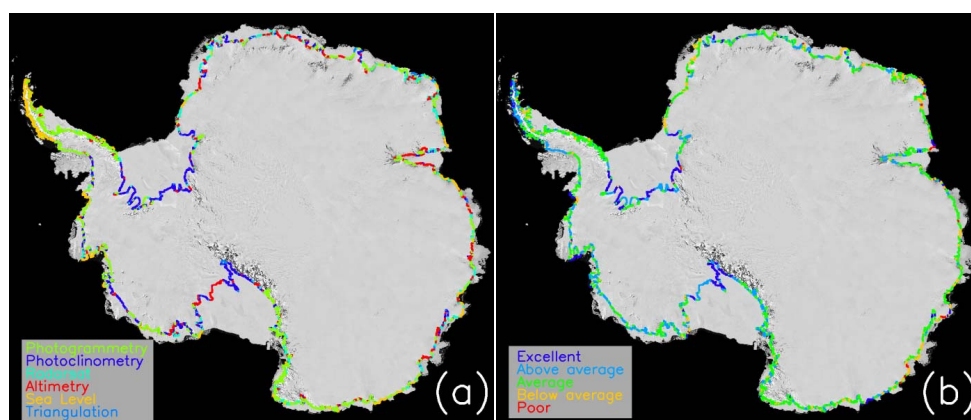 Photogrammetry
Photoclinometry
Radarsat
Altimetry
Sea Level
Triangulation
(a)
Excellent
Above average
Average
Below average
Poor
(b)